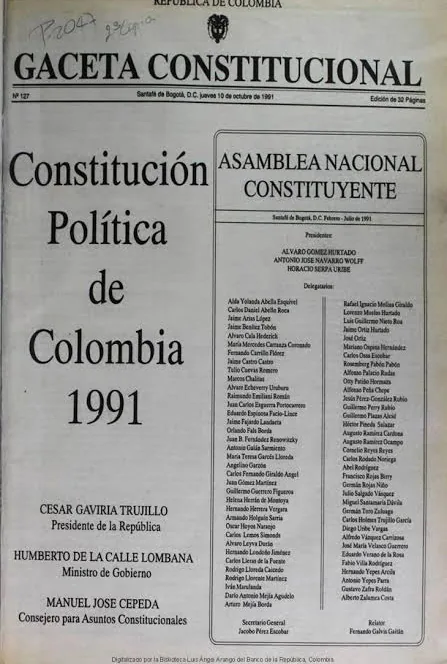 REPÚBLICA DE COLOMBIA
GACETA CONSTITUCIONAL
Nº 127
Santafé de Bogotá, D.C. jueves 10 de octubre de 1991
Edición de 32 Páginas
Constitución
Política
de
Colombia
1991
CESAR GAVIRIA TRUJILLO
Presidente de la República
HUMBERTO DE LA CALLE LOMBANA
Ministro de Gobierno
MANUEL JOSE CEPEDA
Consejero para Asuntos Constitucionales
ASAMBLEA NACIONAL
CONSTITUYENTE
Santafé de Bogotá, D.C. Febrero - Julio de 1991
Presidentes:
ALVARO GOMEZ HURTADO
ANTONIO JOSE NAVARRO WOLFF
HORACIO SERPA URIBE
Delegatarios:
Aída Yolanda Abella Esquivel
Carlos Daniel Abello Roca
Jaime Arias López
Jaime Benítez Tobón
Alvaro Cala Hederich
María Mercedes Carranza Coronado
Fernando Carrillo Flórez
Jaime Castro Castro
Tulio Cuevas Romero
Marcos Chalitas
Alvaro Echeverry Uruburu
Raimundo Emiliani Román
Juan Carlos Esguerra Portocarrero
Eduardo Espinosa Facio-Lince
Jaime Fajardo Landaeta
Orlando Fals Borda
Juan B. Fernández Renowitzky
Antonio Galán Sarmiento
María Teresa Garcés Lloreda
Angelino Garzón
Carlos Fernando Giraldo Angel
Juan Gómez Martínez
Guillermo Guerrero Figueroa
Helena Herrán de Montoya
Hernando Herrera Vergara
Armando Holguín Sarria
Oscar Hoyos Naranjo
Carlos Lemos Simonds
Alvaro Leyva Durán
Hernando Londoño Jiménez
Carlos Lleras de la Fuente
Rodrigo Lloreda Caicedo
Rodrigo Llorente Martínez
Iván Marulanda
Darío Antonio Mejía Agudelo
Arturo Mejía Borda
Rafael Ignacio Molina Giraldo
Lorenzo Muelas Hurtado
Luis Guillermo Nieto Roa
Jaime Ortiz Hurtado
José Ortiz
Mariano Ospina Hernández
Carlos Ossa Escobar
Rosemberg Pabón Pabón
Alfonso Palacio Rudas
Otty Patiño Hormaza
Alfonso Peña Chepe
Jesús Pérez González Rubio
Guillermo Perry Rubio
Guillermo Plazas Alcid
Héctor Pineda Salazar
Augusto Ramírez Cardona
Augusto Ramírez Ocampo
Cornelio Reyes Reyes
Carlos Rodado Noriega
Abel Rodríguez
Francisco Rojas Birry
Germán Rojas Niño
Julio Salgado Vásquez
Miguel Santamaría Dávila
Germán Toro Zuluaga
Carlos Holmes Trujillo García
Diego Uribe Vargas
Alfredo Vázquez Carrizosa
José María Velasco Guerrero
Eduardo Verano de la Rosa
Fabio Villa Rodríguez
Hernando Yepes Arcila
Antonio Yepes Parra
Gustavo Zafra Roldán
Alberto Zalamea Costa
Secretario General
Jacobo Pérez Escobar
Relator
Fernando Galvis Gaitán
Digitalizado por la Biblioteca Luis Ángel Arango del Banco de la República, Colombia.